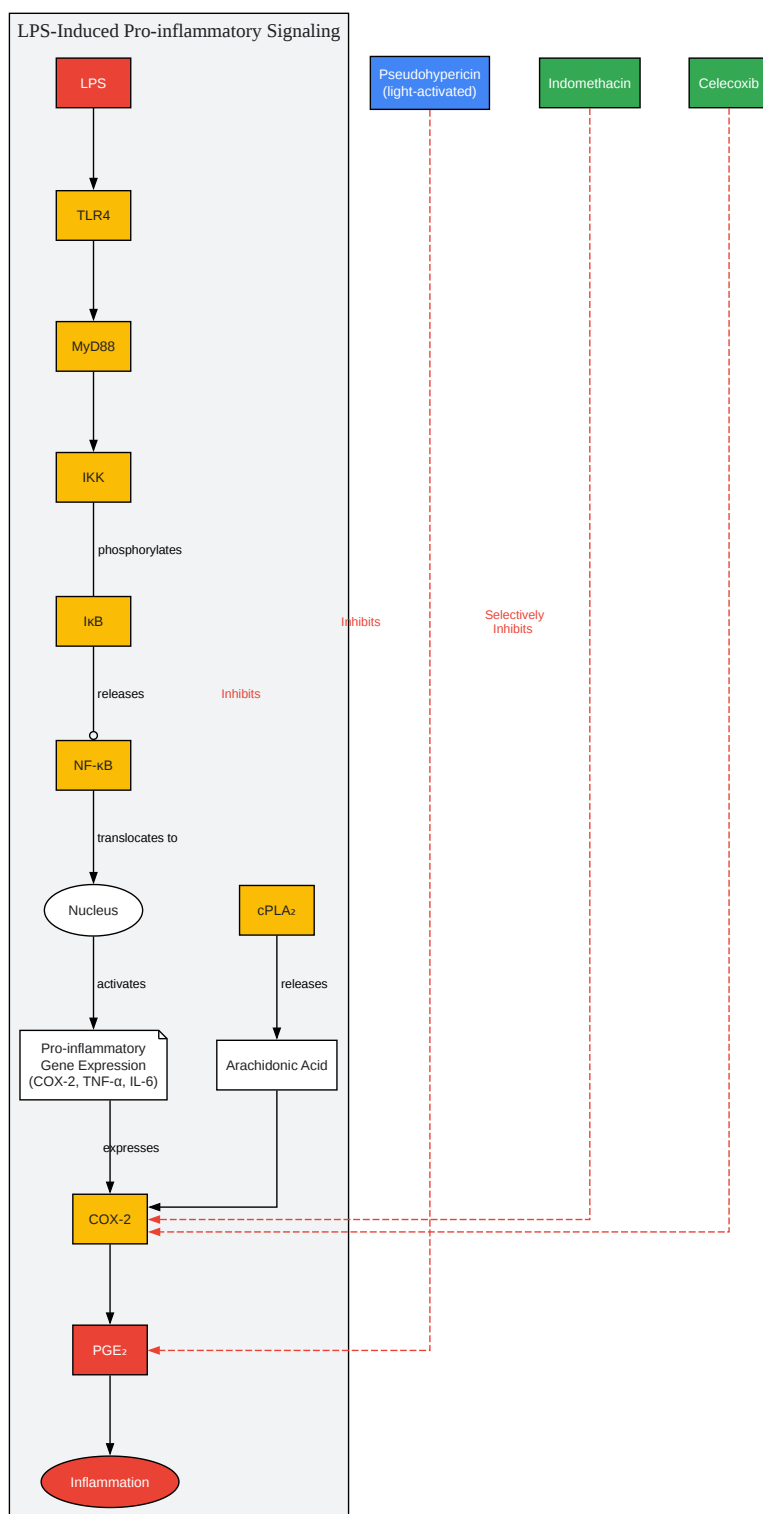 LPS-Induced Pro-inflammatory Signaling
LPS
Pseudohypericin
(light-activated)
Indomethacin
Celecoxib
TLR4
MyD88
IKK
phosphorylates
IκB
Inhibits
Selectively
Inhibits
releases
Inhibits
NF-κB
translocates to
Nucleus
cPLA₂
activates
releases
Pro-inflammatory
Gene Expression
(COX-2, TNF-α, IL-6)
Arachidonic Acid
expresses
COX-2
PGE₂
Inflammation